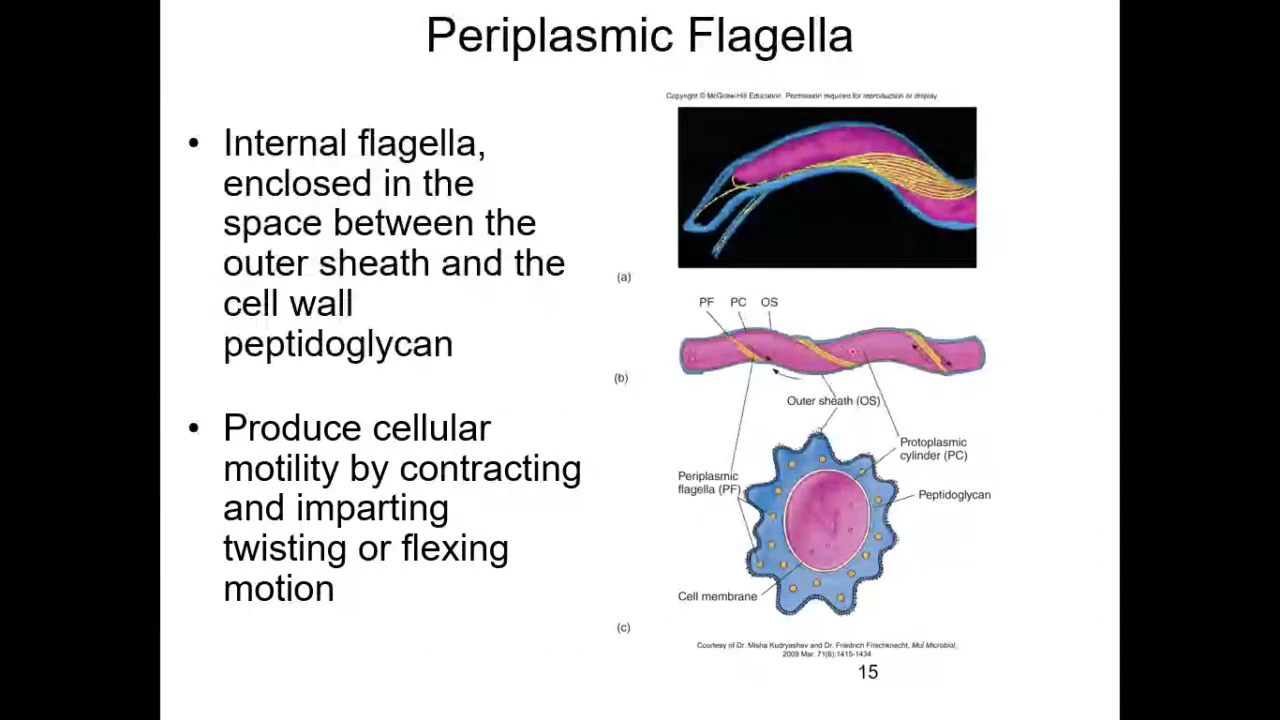 Periplasmic Flagella
• Internal flagella,
enclosed in the
space between the
outer sheath and the
cell wall
peptidoglycan
• Produce cellular
motility by contracting
and imparting
twisting or flexing
motion
Copyright © McGraw-Hill Education. Permission required for reproduction or display
(a)
PF PC OS
(b)
Outer sheath (OS)
Protoplasmic
cylinder (PC)
Periplasmic
flagella (PF)
Peptidoglycan
Cell membrane
(c)
Courtesy of Dr. Misha Kudryashev and Dr. Friedrich Frischknecht, Mol Microbiol,
2009 Mar. 71(6):1415-1434
15